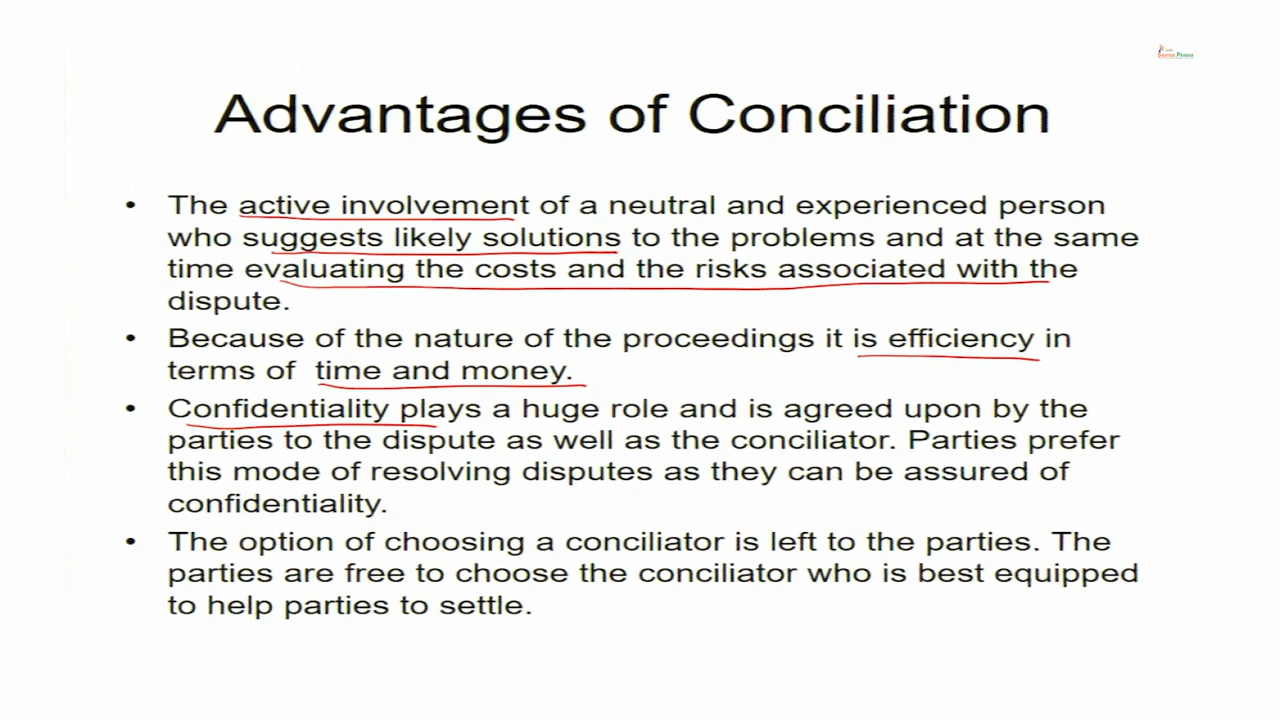 Advantages of Conciliation
• The active involvement of a neutral and experienced person
who suggests likely solutions to the problems and at the same
time evaluating the costs and the risks associated with the
dispute.
• Because of the nature of the proceedings it is efficiency in
terms of time and money.
• Confidentiality plays a huge role and is agreed upon by the
parties to the dispute as well as the conciliator. Parties prefer
this mode of resolving disputes as they can be assured of
confidentiality.
• The option of choosing a conciliator is left to the parties. The
parties are free to choose the conciliator who is best equipped
to help parties to settle.